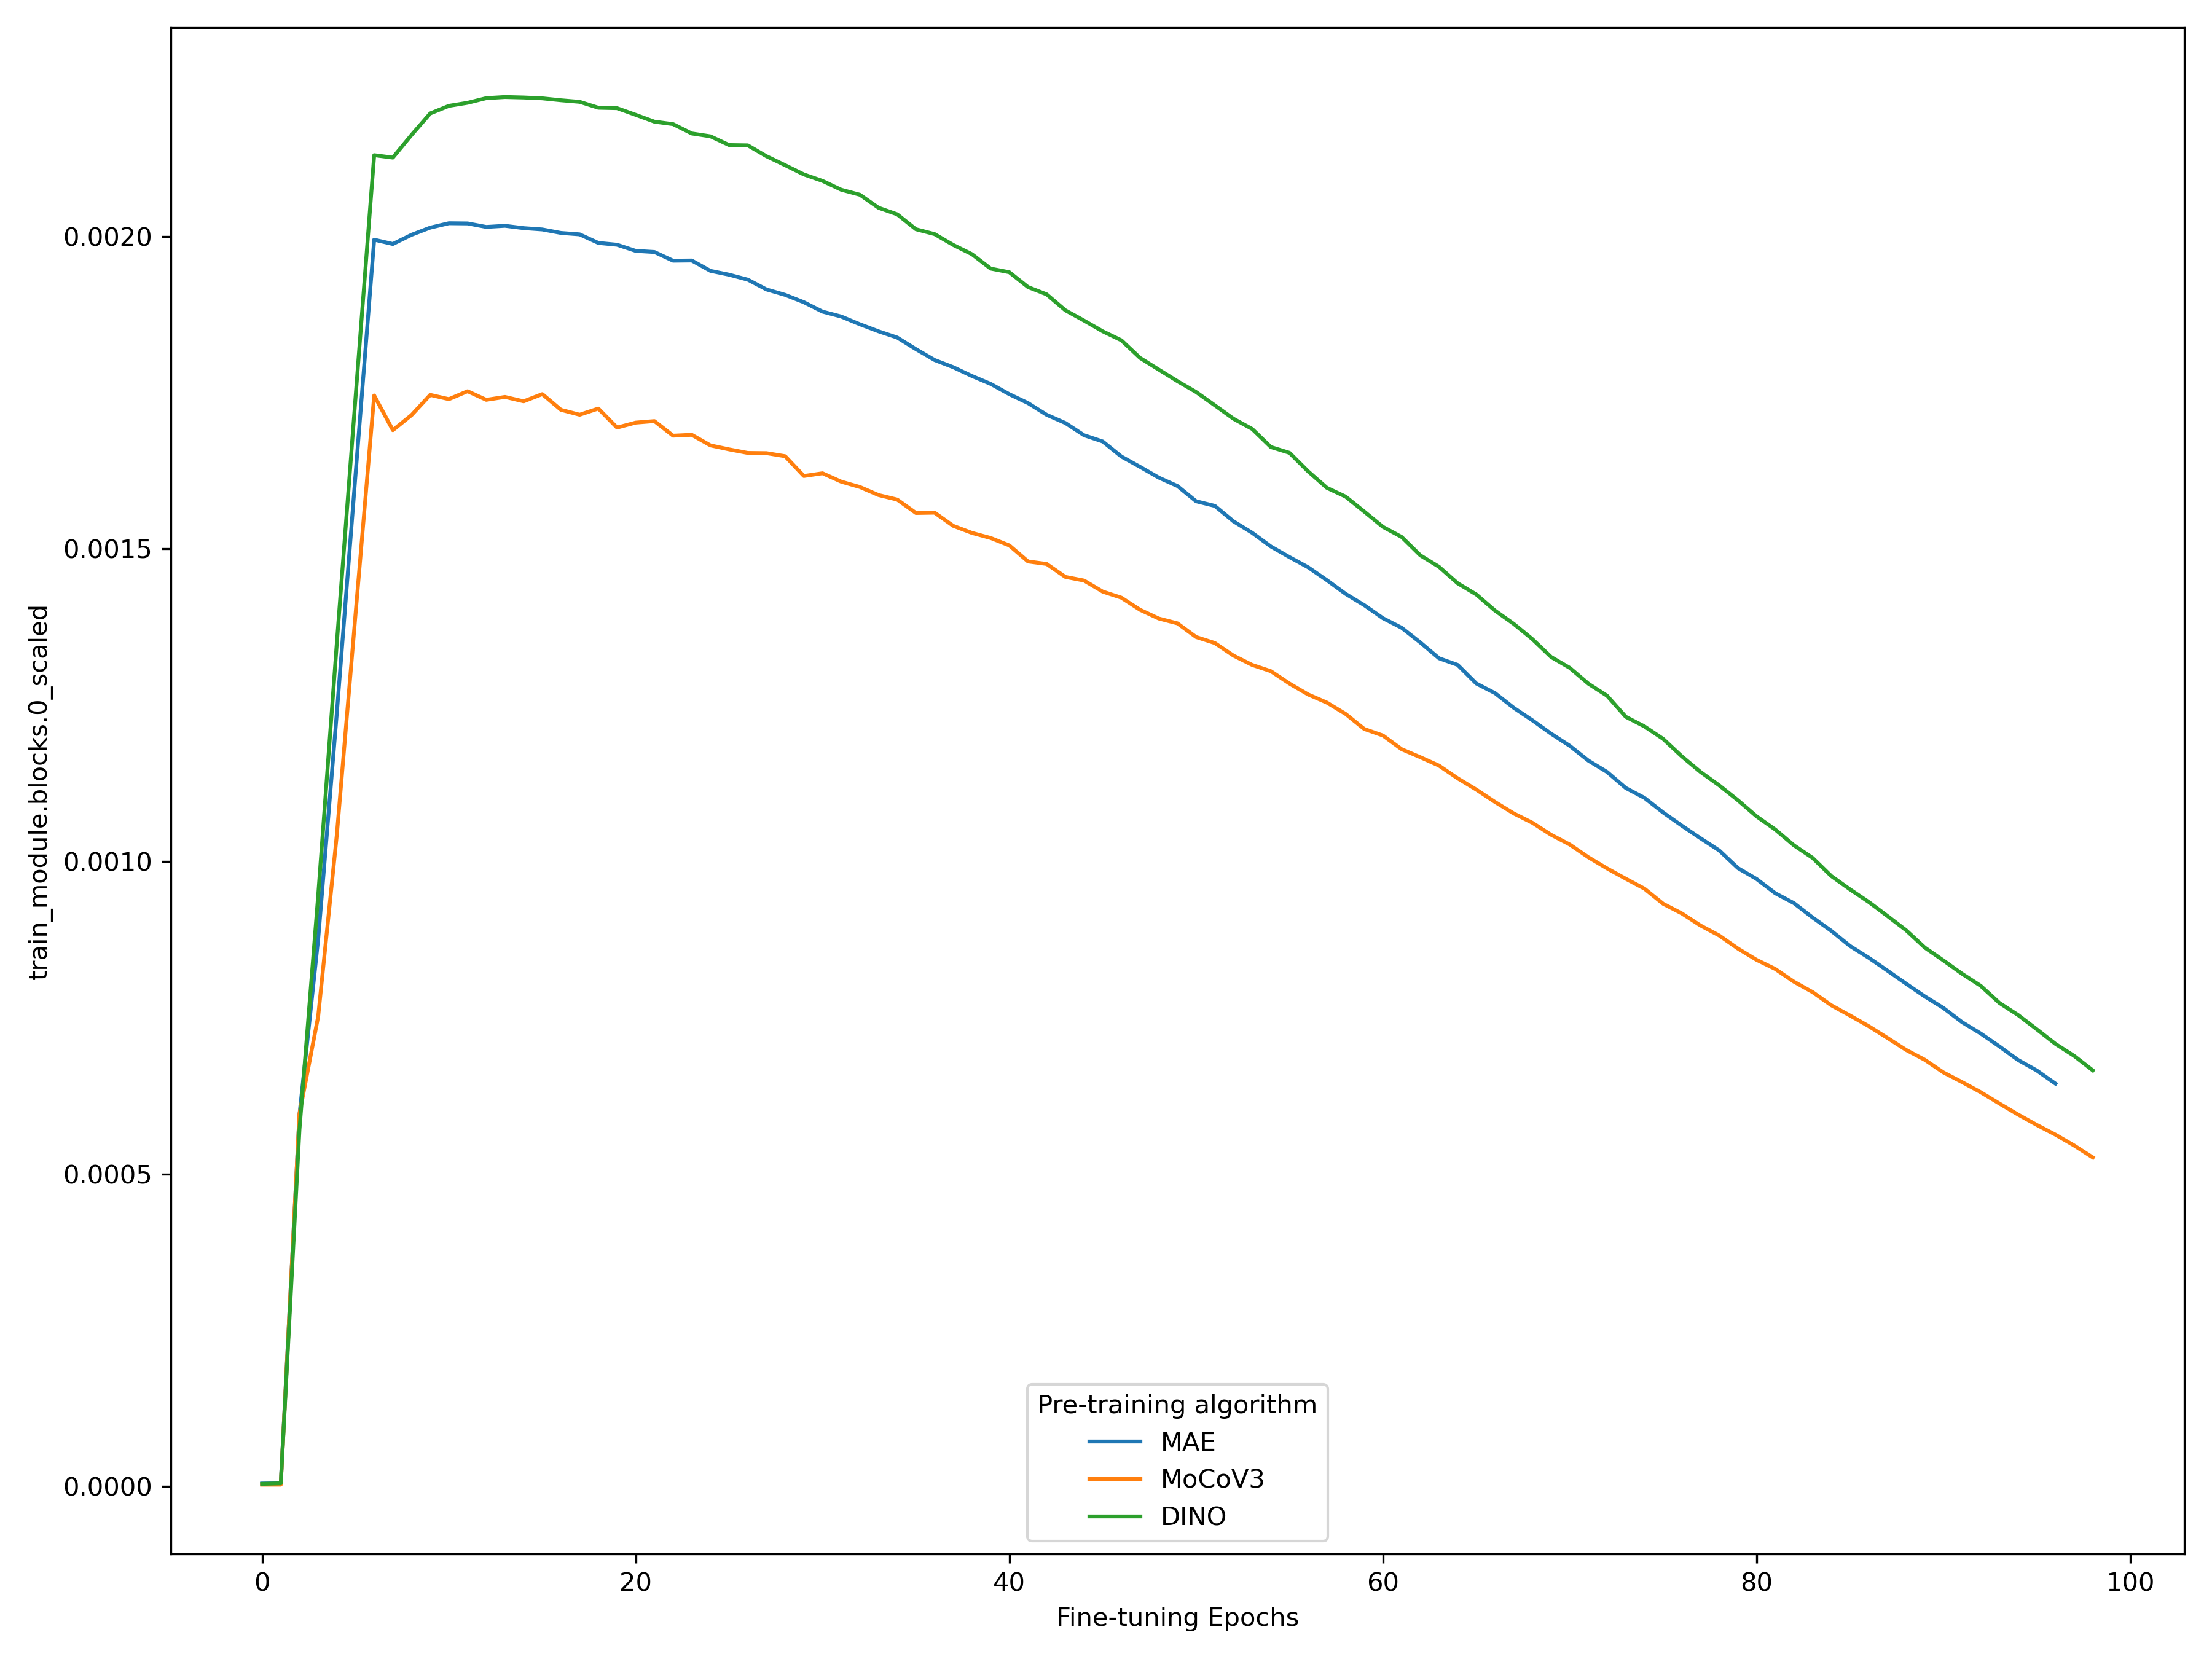 0.0020
0.0015
0.0010
0.0005
0.0000
train_module.blocks.0_scaled
0 20 40 60 80 100
Fine-tuning Epochs
Pre-training algorithm
MAE
MoCoV3
DINO